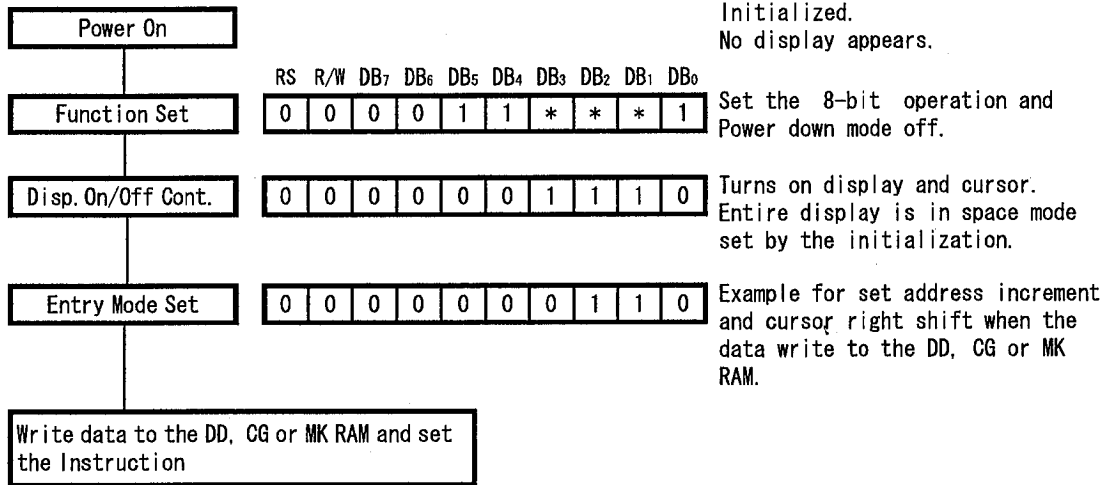 Power On
Initialized.
No display appears.
RS R/W DB7 DB6 DB5 DB4 DB3 DB2 DB1 DB0
Function Set
0 0 0 0 1 1 * * * 1
Set the 8-bit operation and
Power down mode off.
Disp. On/Off Cont.
0 0 0 0 0 0 1 1 1 0
Turns on display and cursor.
Entire display is in space mode
set by the initialization.
Entry Mode Set
0 0 0 0 0 0 0 1 1 0
Example for set address increment
and cursor right shift when the
data write to the DD, CG or MK
RAM.
Write data to the DD, CG or MK RAM and set
the Instruction